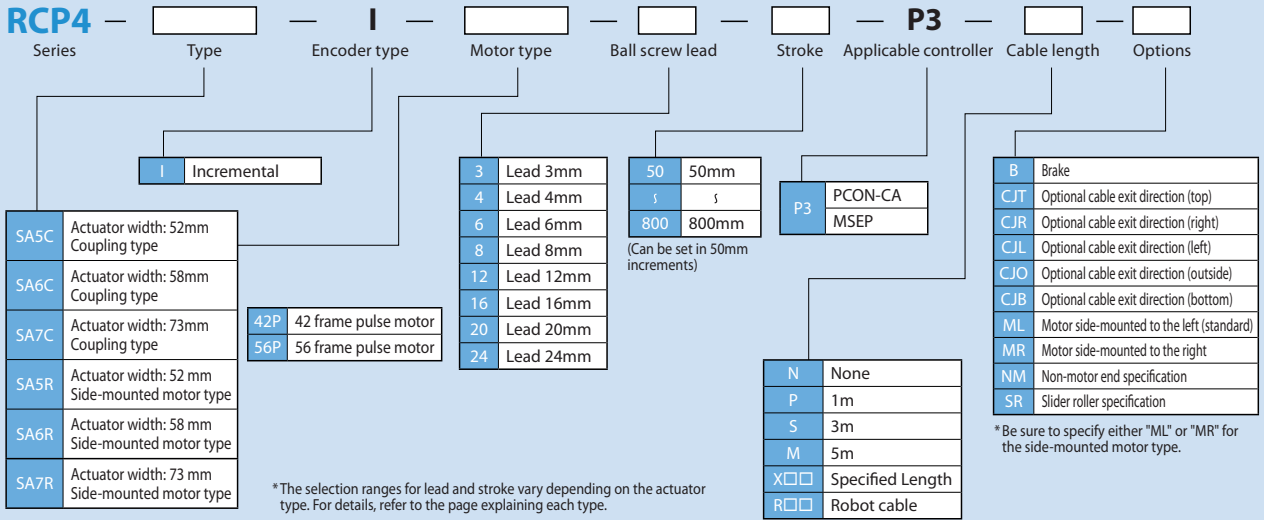 RCP4 — — I — — — — P3 — —
Series Type Encoder type Motor type Ball screw lead Stroke Applicable controller Cable length Options
I Incremental
SA5C Actuator width: 52mm
Coupling type
SA6C Actuator width: 58mm
Coupling type
SA7C Actuator width: 73mm
Coupling type
SA5R Actuator width: 52 mm
Side-mounted motor type
SA6R Actuator width: 58 mm
Side-mounted motor type
SA7R Actuator width: 73 mm
Side-mounted motor type
42P 42 frame pulse motor
56P 56 frame pulse motor
3 Lead 3mm
4 Lead 4mm
6 Lead 6mm
8 Lead 8mm
12 Lead 12mm
16 Lead 16mm
20 Lead 20mm
24 Lead 24mm
50 50mm
∫ ∫
800 800mm
(Can be set in 50mm
increments)
P3 PCON-CA
MSEP
N None
P 1m
S 3m
M 5m
X□□ Specified Length
R□□ Robot cable
B Brake
CJT Optional cable exit direction (top)
CJR Optional cable exit direction (right)
CJL Optional cable exit direction (left)
CJO Optional cable exit direction (outside)
CJB Optional cable exit direction (bottom)
ML Motor side-mounted to the left (standard)
MR Motor side-mounted to the right
NM Non-motor end specification
SR Slider roller specification
* Be sure to specify either "ML" or "MR" for
the side-mounted motor type.
* The selection ranges for lead and stroke vary depending on the actuator
type. For details, refer to the page explaining each type.